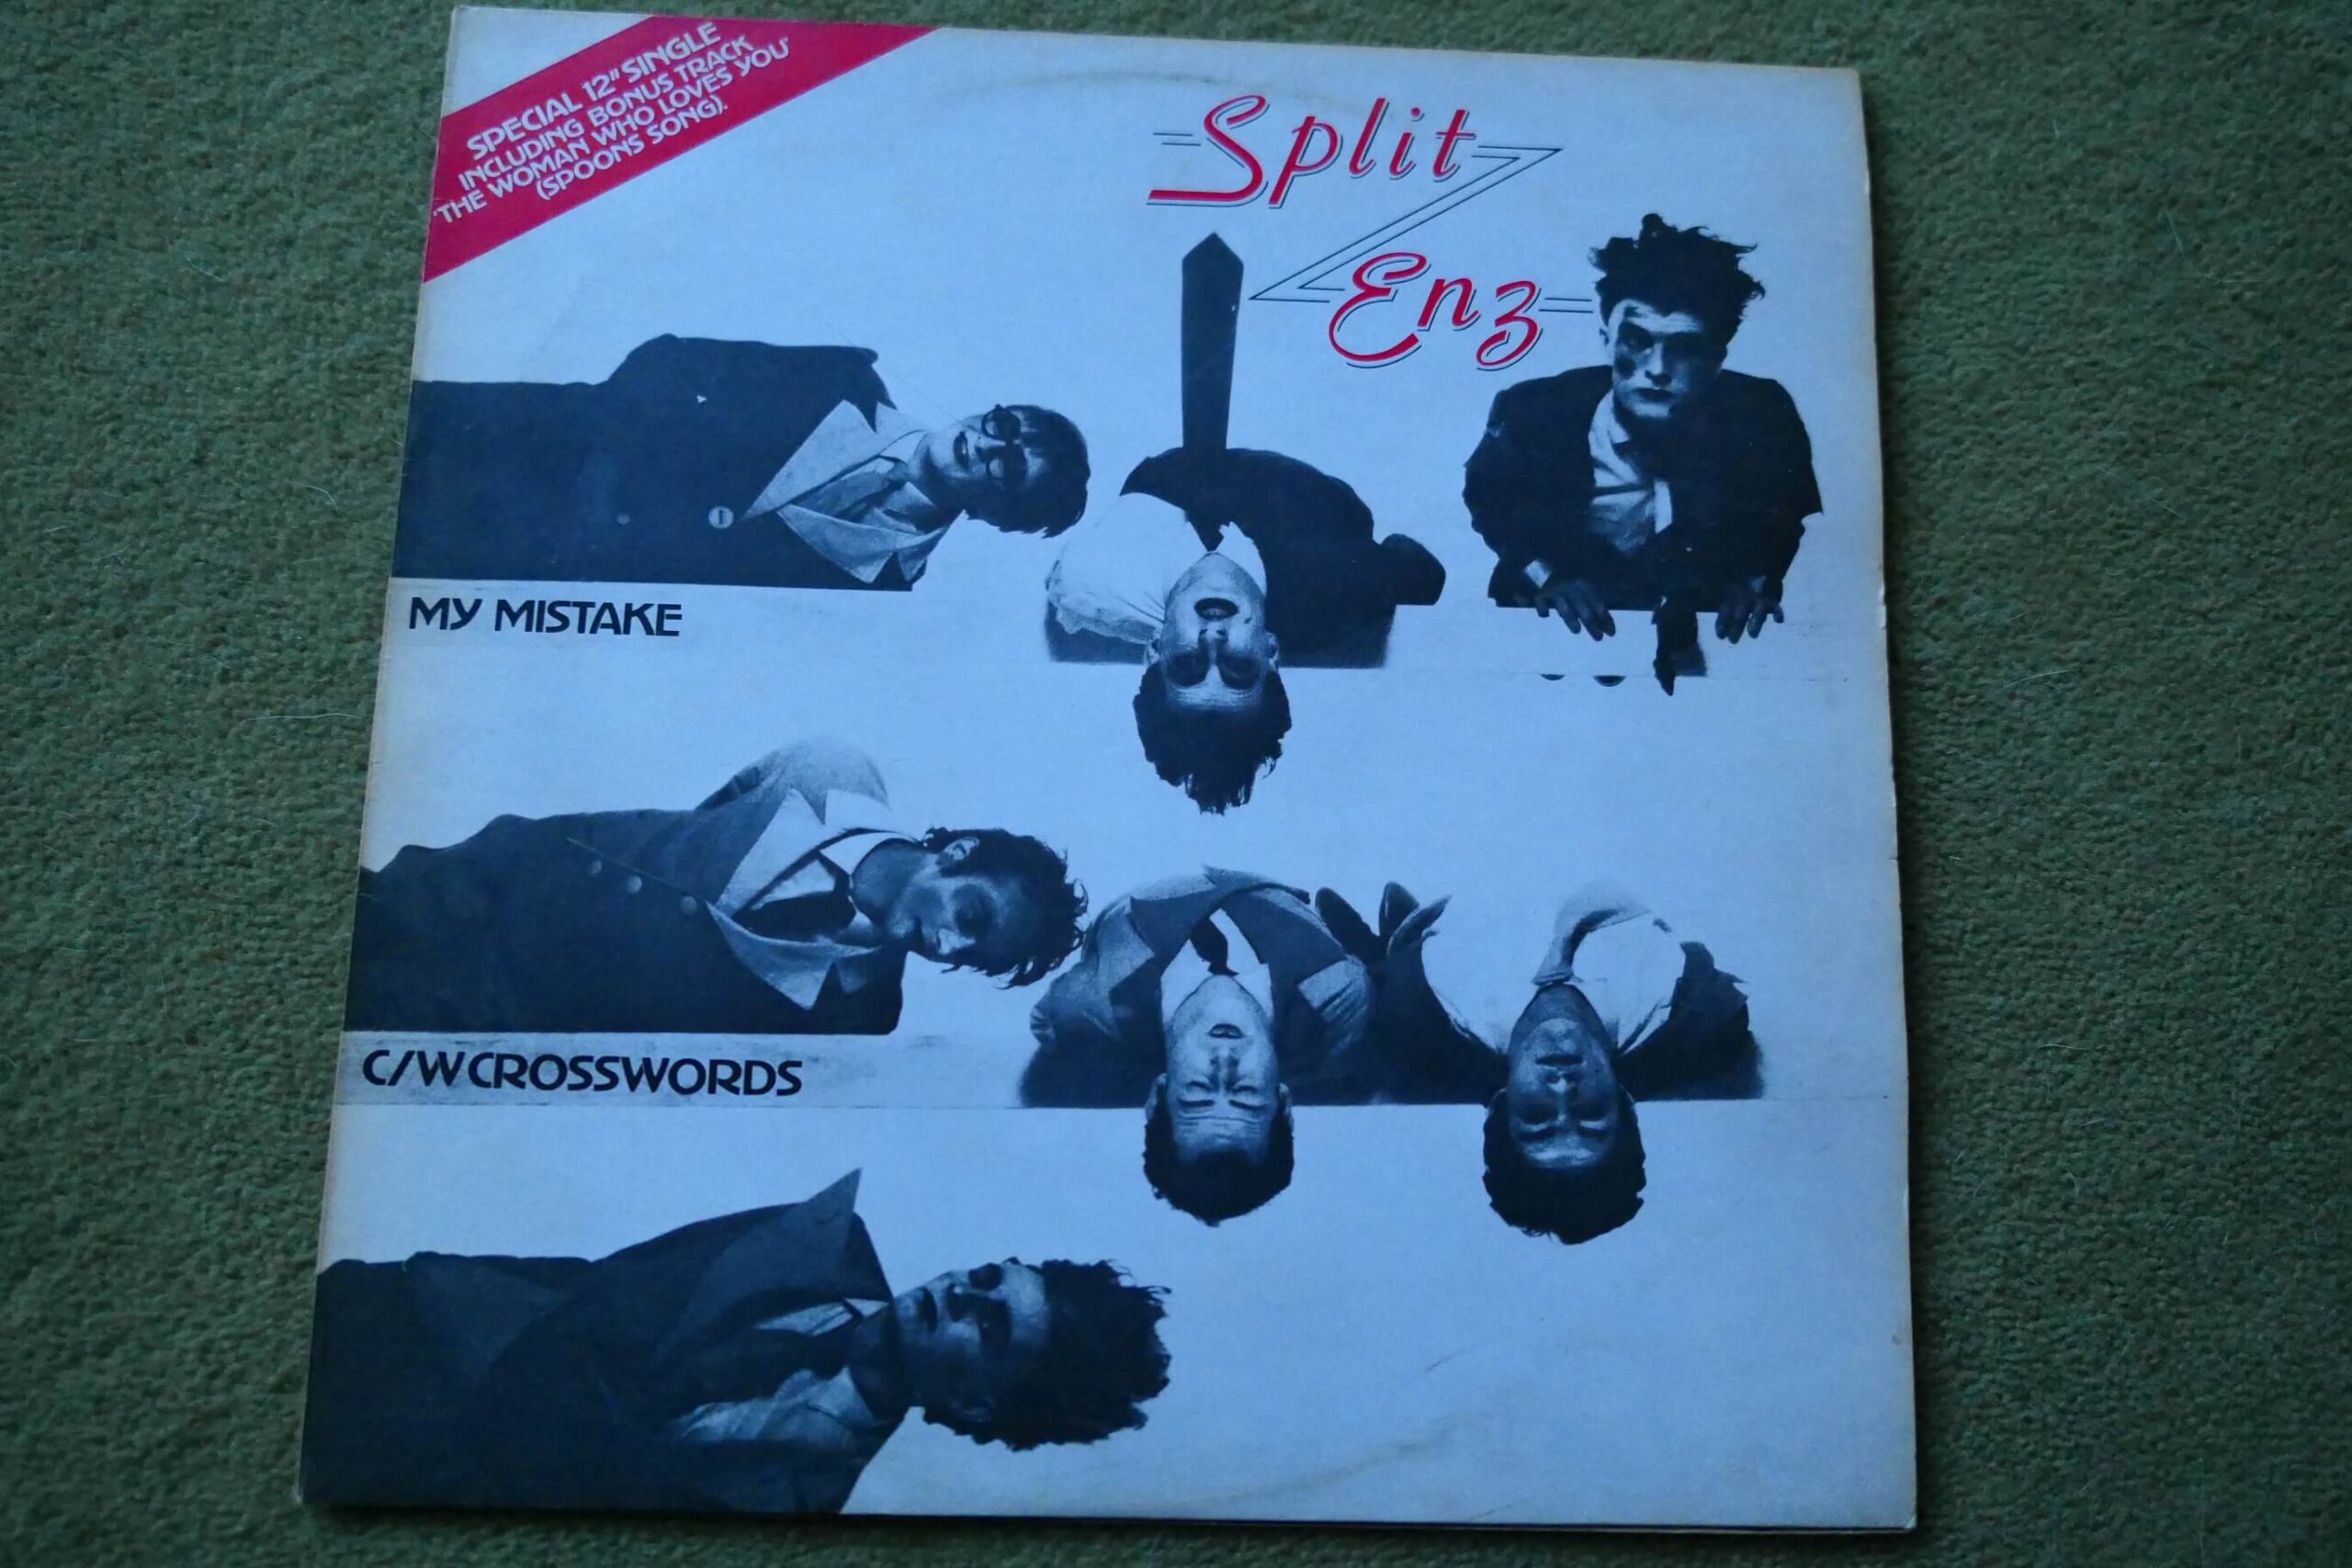 SPECIAL 12" SINGLE
INCLUDING BONUS TRACK
'THE WOMAN WHO LOVES YOU'
(SPOONS SONG).
Split
Enz
MY MISTAKE
C/W CROSSWORDS